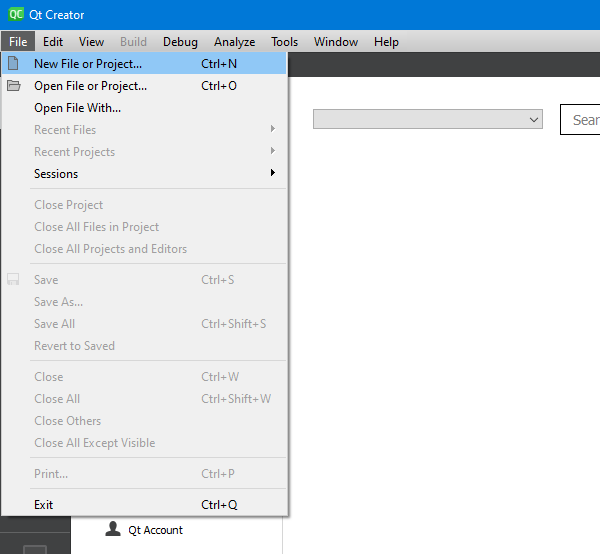 QC Qt Creator
File Edit View Build Debug Analyze Tools Window Help
New File or Project... Ctrl+N
Open File or Project... Ctrl+O
Open File With...
Sear
Recent Files
Recent Projects
Sessions
Close Project
Close All Files in Project
Close All Projects and Editors
Save Ctrl+S
Save As...
Save All Ctrl+Shift+S
Revert to Saved
Close Ctrl+W
Close All Ctrl+Shift+W
Close Others
Close All Except Visible
Print... Ctrl+P
Exit Ctrl+Q
Qt Account